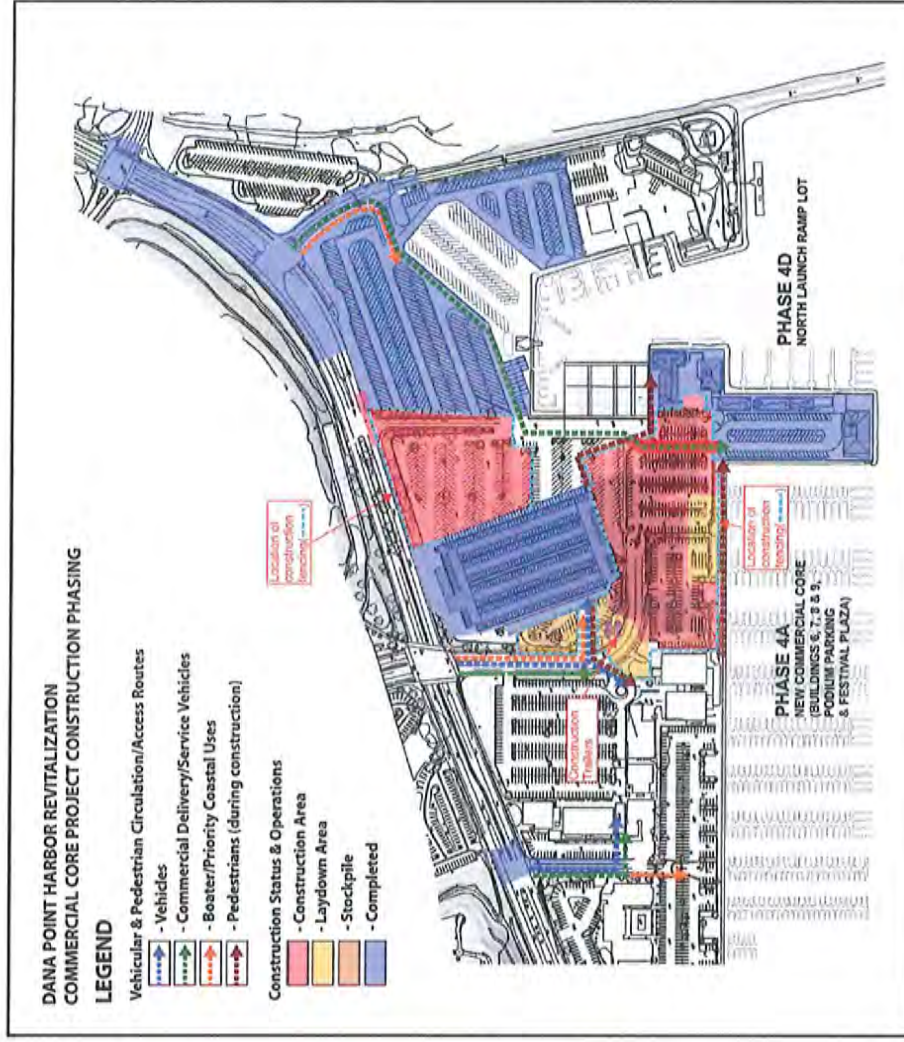 DANA POINT HARBOR REVITALIZATION
COMMERCIAL CORE PROJECT CONSTRUCTION PHASING
LEGEND
Vehicular & Pedestrian Circulation/Access Routes
- Vehicles
- Commercial Delivery/Service Vehicles
- Boater/Priority Coastal Uses
- Pedestrians (during construction)
Construction Status & Operations
- Construction Area
- Laydown Area
- Stockpile
- Completed
Location of
construction
fencing( )
Construction
Trailers
Location of
construction
fencing( )
PHASE 4A
NEW COMMERCIAL CORE
(BUILDINGS 6, 7, 8 & 9,
PODIUM PARKING
& FESTIVAL PLAZA)
PHASE 4D
NORTH LAUNCH RAMP LOT